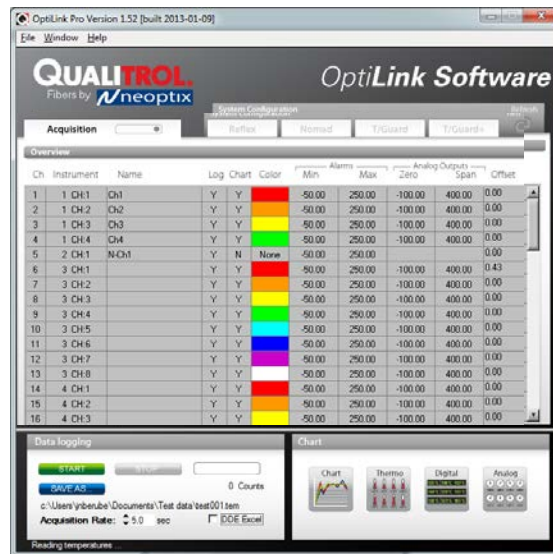 OptiLink Pro Version 1.52 [built 2013-01-09]
File Window Help
QUALITROL.
Fibers by neoptix
OptiLink Software
System Configuration
Refresh
Acquisition Reflex Nomad T/Guard T/Guard+
Overview
Alarms Analog Outputs
Ch Instrument Name Log Chart Color Min Max Zero Span Offset
1 1 CH:1 Ch1 Y Y -50.00 250.00 -100.00 400.00 0.00
2 1 CH:2 Ch2 Y Y -50.00 250.00 -100.00 400.00 0.00
3 1 CH:3 Ch3 Y Y -50.00 250.00 -100.00 400.00 0.00
4 1 CH:4 Ch4 Y Y -50.00 250.00 -100.00 400.00 0.00
5 2 CH:1 N-Ch1 Y N None -50.00 250.00 0.00
6 3 CH:1 Y Y -50.00 250.00 -100.00 400.00 0.43
7 3 CH:2 Y Y -50.00 250.00 -100.00 400.00 0.00
8 3 CH:3 Y Y -50.00 250.00 -100.00 400.00 0.00
9 3 CH:4 Y Y -50.00 250.00 -100.00 400.00 0.00
10 3 CH:5 Y Y -50.00 250.00 -100.00 400.00 0.00
11 3 CH:6 Y Y -50.00 250.00 -100.00 400.00 0.00
12 3 CH:7 Y Y -50.00 250.00 -100.00 400.00 0.00
13 3 CH:8 Y Y -50.00 250.00 -100.00 400.00 0.00
14 4 CH:1 Y Y -50.00 250.00 -100.00 400.00 0.00
15 4 CH:2 Y Y -50.00 250.00 -100.00 400.00 0.00
16 4 CH:3 Y Y -50.00 250.00 -100.00 400.00 0.00
Data logging
START STOP
SAVE AS... 0 Counts
c:\Users\jnberube\Documents\Test data\test001.tem
Acquisition Rate: 5.0 sec DDE Excel
Chart
Chart Thermo Digital Analog
Reading temperatures ...